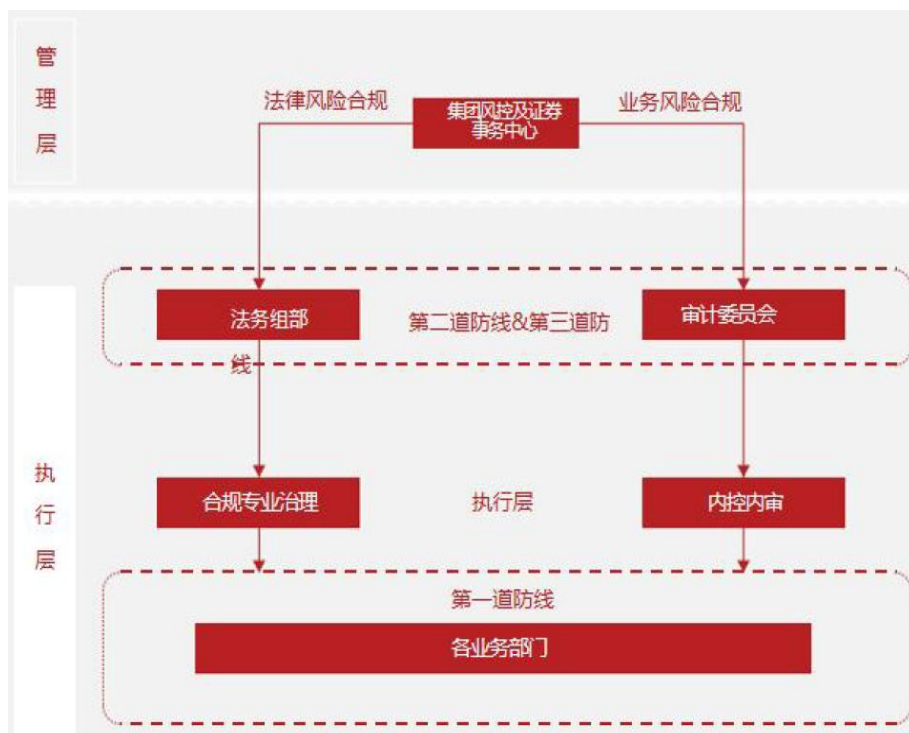 管
理
层
法律风险合规
集团风控及证券
事务中心
业务风险合规
法务组部
第二道防线&第三道防
线
审计委员会
执
行
层
合规专业治理
执行层
内控内审
第一道防线
各业务部门